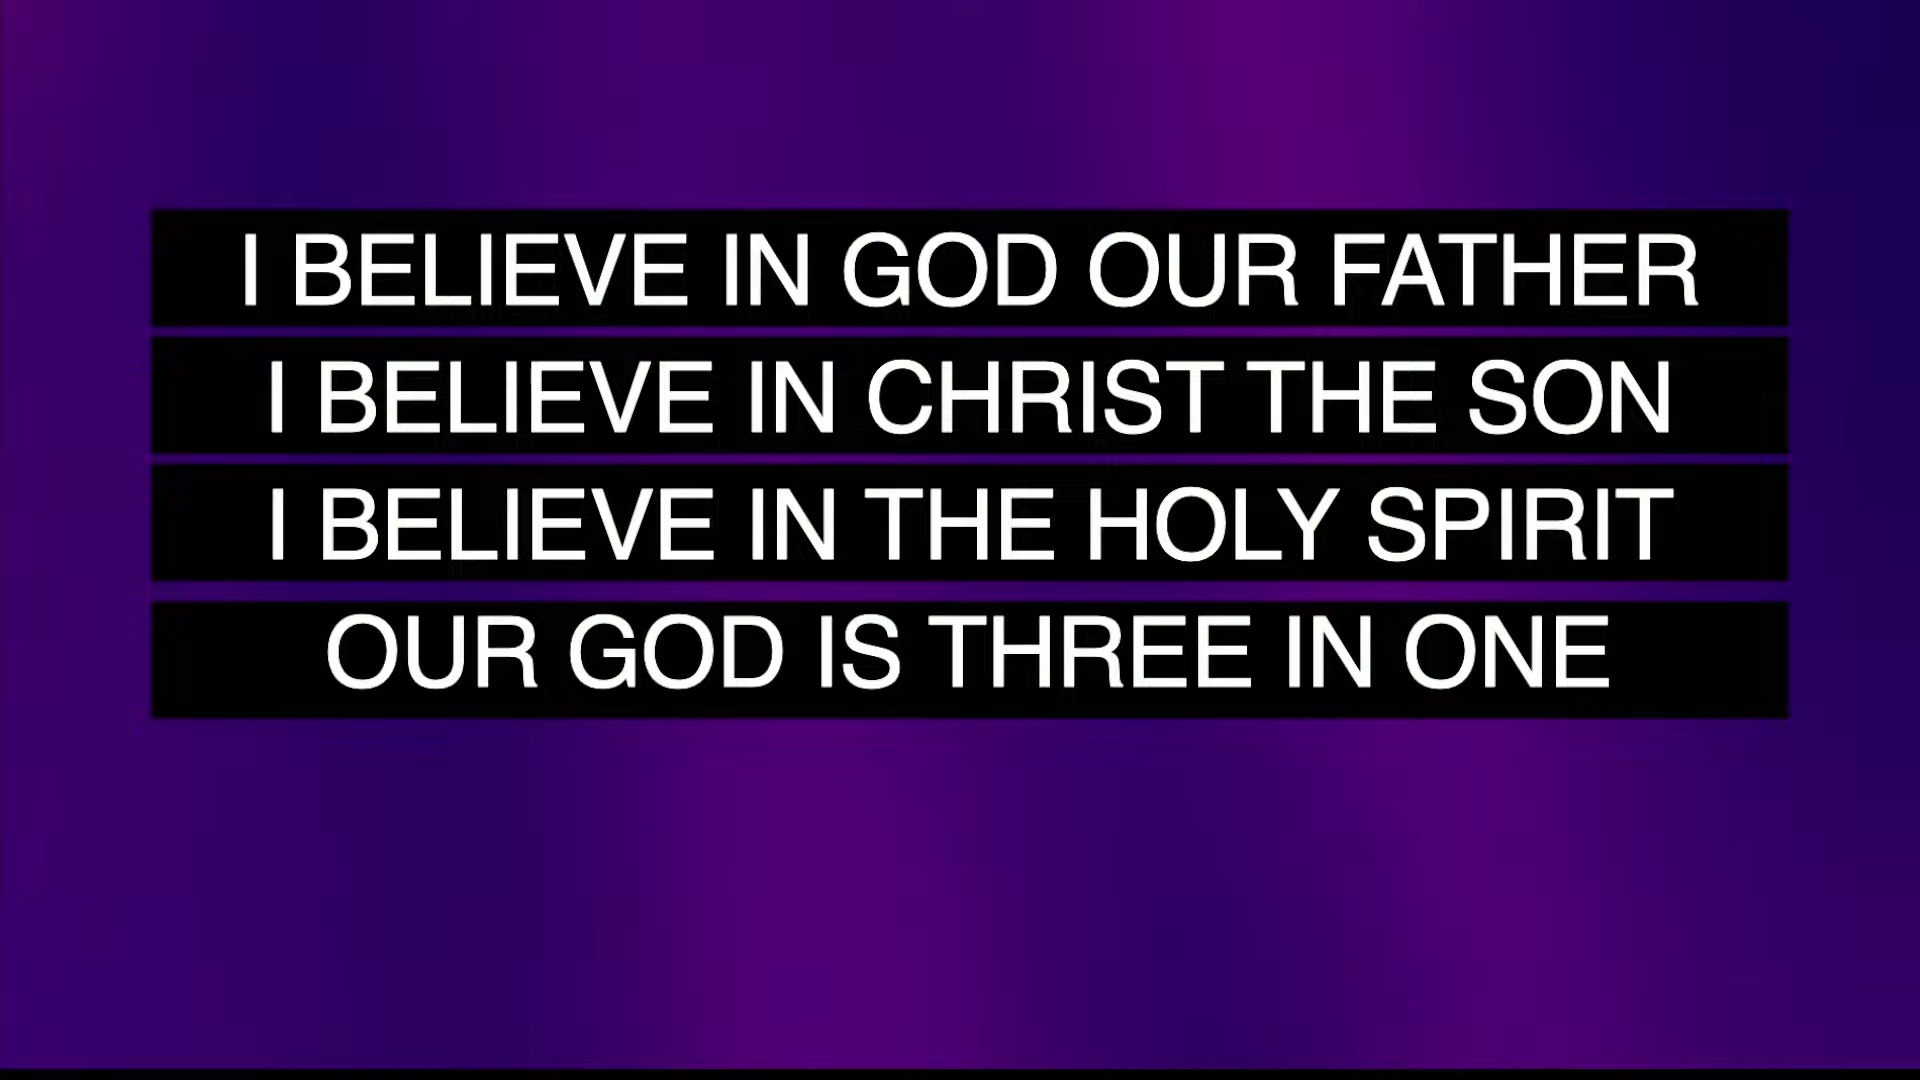 I BELIEVE IN GOD OUR FATHER
I BELIEVE IN CHRIST THE SON
I BELIEVE IN THE HOLY SPIRIT
OUR GOD IS THREE IN ONE